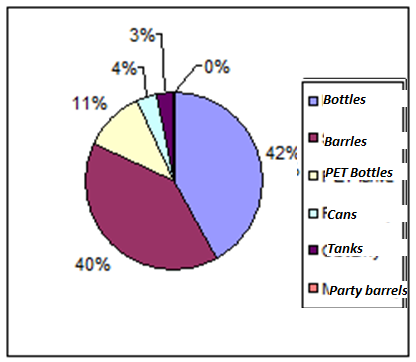 3%
0%
4%
11%
42%
40%
Bottles
Barrles
PET Bottles
Cans
Tanks
Party barrels